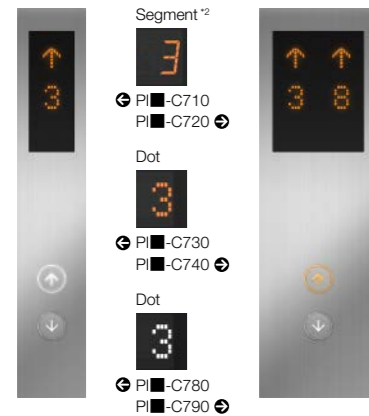 Segment *2
3
← PI■-C710
PI■-C720 →
Dot
3
← PI■-C730
PI■-C740 →
Dot
3
← PI■-C780
PI■-C790 →
↑
3
↑ ↑
3 8